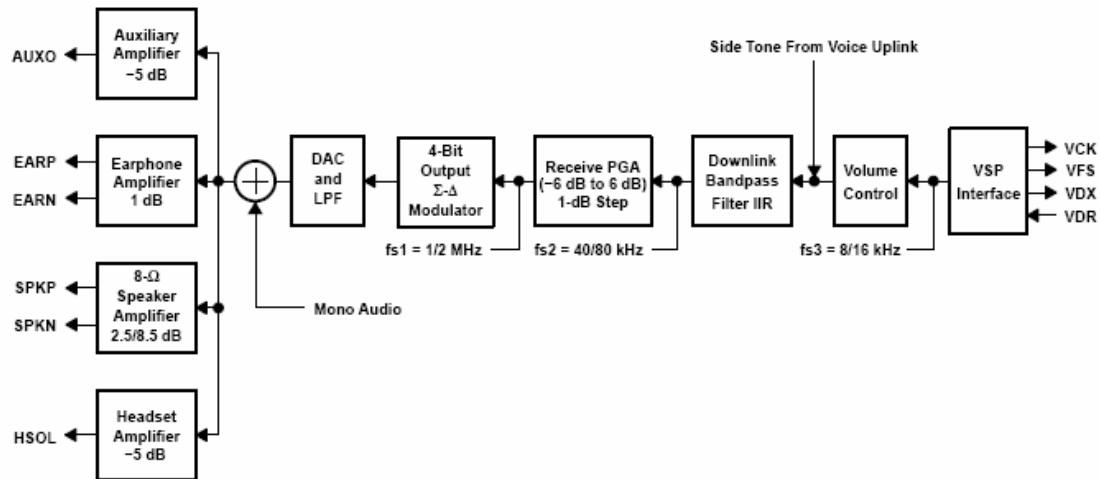 AUXO
Auxiliary
Amplifier
−5 dB
EARP
EARN
Earphone
Amplifier
1 dB
SPKP
SPKN
8-Ω
Speaker
Amplifier
2.5/8.5 dB
HSOL
Headset
Amplifier
−5 dB
Mono Audio
DAC
and
LPF
4-Bit
Output
Σ-Δ
Modulator
fs1 = 1/2 MHz
Receive PGA
(−6 dB to 6 dB)
1-dB Step
fs2 = 40/80 kHz
Downlink
Bandpass
Filter IIR
Side Tone From Voice Uplink
Volume
Control
fs3 = 8/16 kHz
VSP
Interface
VCK
VFS
VDX
VDR